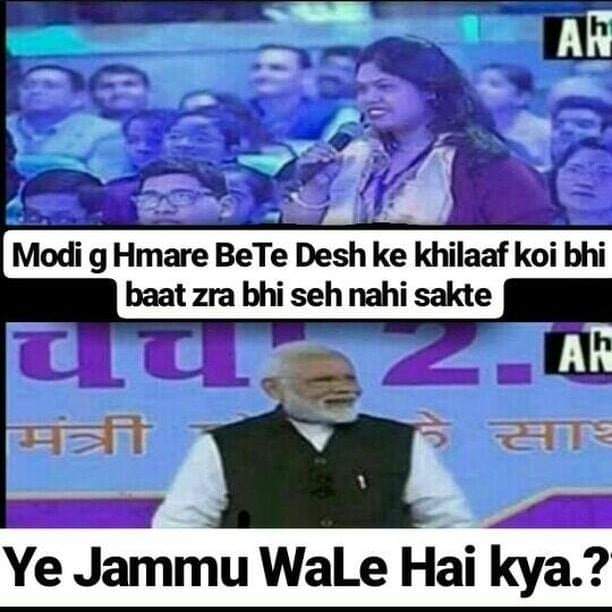 Modi g Hmare BeTe Desh ke khilaaf koi bhi
baat zra bhi seh nahi sakte
मंत्री के साथ
Ye Jammu WaLe Hai kya.?